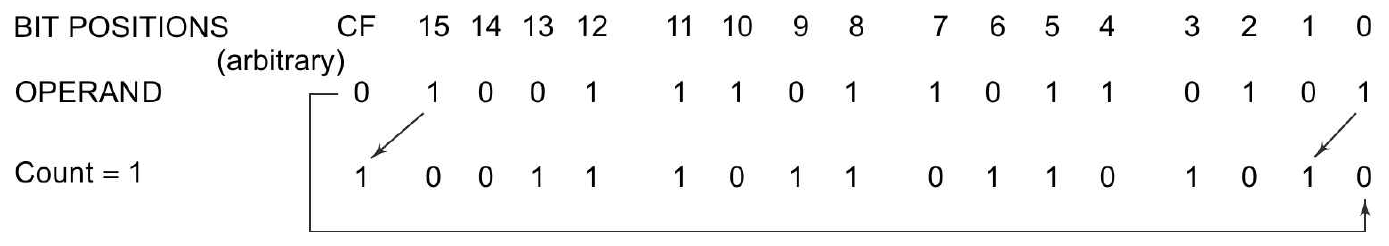 BIT POSITIONS CF 15 14 13 12 11 10 9 8 7 6 5 4 3 2 1 0
(arbitrary)
OPERAND 0 1 0 0 1 1 1 0 1 1 0 1 1 0 1 0 1
Count = 1 1 0 0 1 1 1 0 1 1 0 1 1 0 1 0 1 0